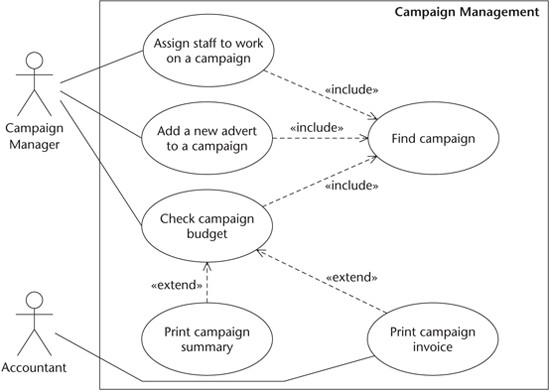 Campaign Management
Assign staff to work
on a campaign
«include»
Campaign
Manager
Add a new advert
to a campaign
«include»
Find campaign
«include»
Check campaign
budget
«extend»
«extend»
Print campaign
summary
Print campaign
invoice
Accountant